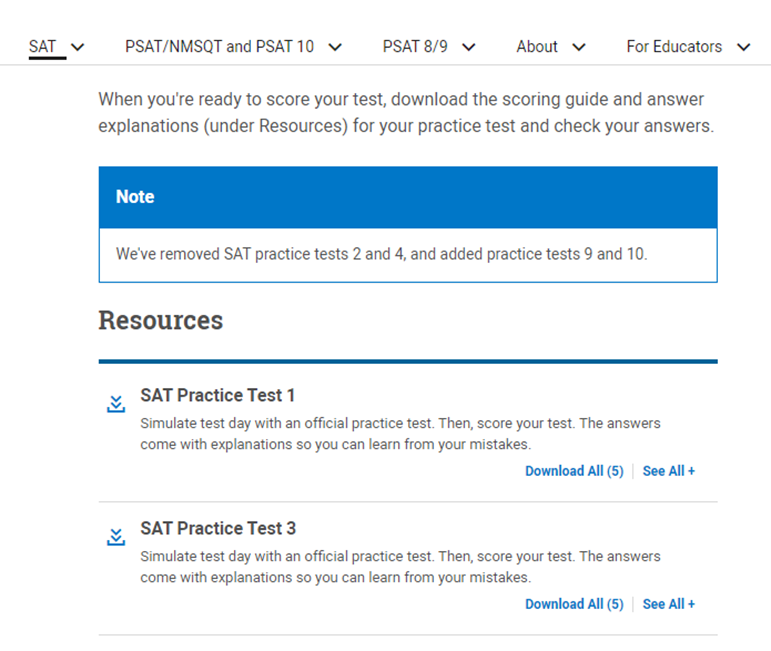 SAT PSAT/NMSQT and PSAT 10 PSAT 8/9 About For Educators
When you're ready to score your test, download the scoring guide and answer
explanations (under Resources) for your practice test and check your answers.
Note
We've removed SAT practice tests 2 and 4, and added practice tests 9 and 10.
Resources
SAT Practice Test 1
Simulate test day with an official practice test. Then, score your test. The answers
come with explanations so you can learn from your mistakes.
Download All (5) See All +
SAT Practice Test 3
Simulate test day with an official practice test. Then, score your test. The answers
come with explanations so you can learn from your mistakes.
Download All (5) See All +